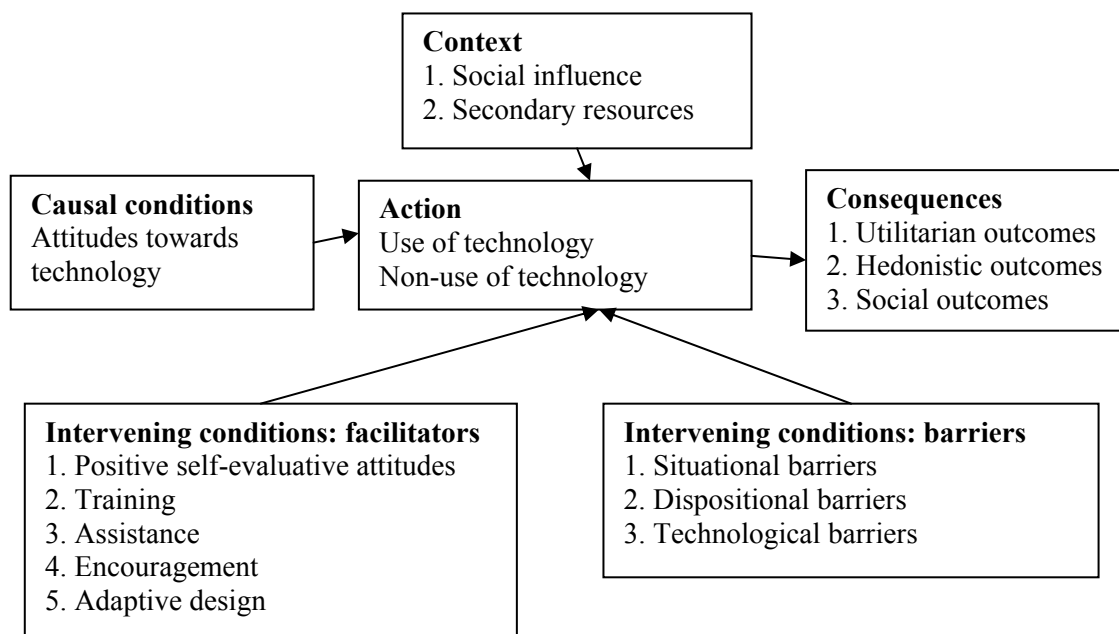 Context
1. Social influence
2. Secondary resources
Causal conditions
Attitudes towards
technology
Action
Use of technology
Non-use of technology
Consequences
1. Utilitarian outcomes
2. Hedonistic outcomes
3. Social outcomes
Intervening conditions: facilitators
1. Positive self-evaluative attitudes
2. Training
3. Assistance
4. Encouragement
5. Adaptive design
Intervening conditions: barriers
1. Situational barriers
2. Dispositional barriers
3. Technological barriers